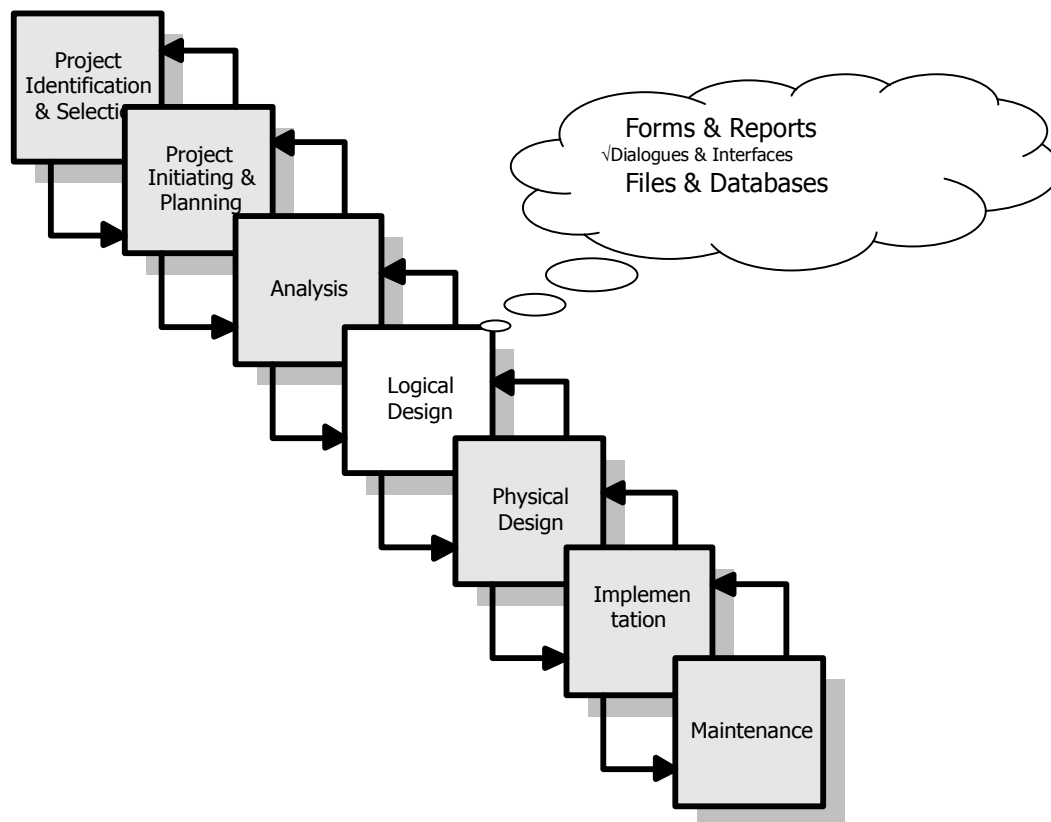 Project
Identification
& Selectio
Project
Initiating &
Planning
Analysis
Logical
Design
Physical
Design
Implemen
tation
Maintenance
Forms & Reports
√Dialogues & Interfaces
Files & Databases